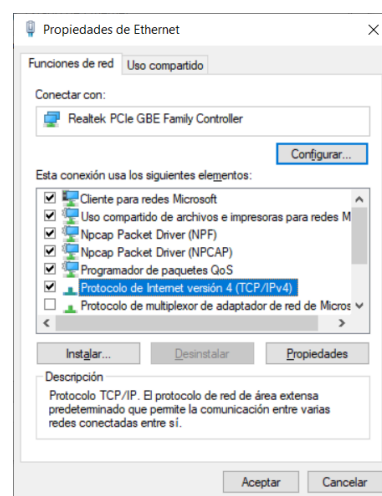 Propiedades de Ethernet
Funciones de red
Uso compartido
Conectar con:
Realtek PCIe GBE Family Controller
Configurar...
Esta conexión usa los siguientes elementos:
Cliente para redes Microsoft
Uso compartido de archivos e impresoras para redes M
Npcap Packet Driver (NPF)
Npcap Packet Driver (NPCAP)
Programador de paquetes QoS
Protocolo de Internet versión 4 (TCP/IPv4)
Protocolo de multiplexor de adaptador de red de Micros
Instalar...
Desinstalar
Propiedades
Descripción
Protocolo TCP/IP. El protocolo de red de área extensa
predeterminado que permite la comunicación entre varias
redes conectadas entre sí.
Aceptar
Cancelar